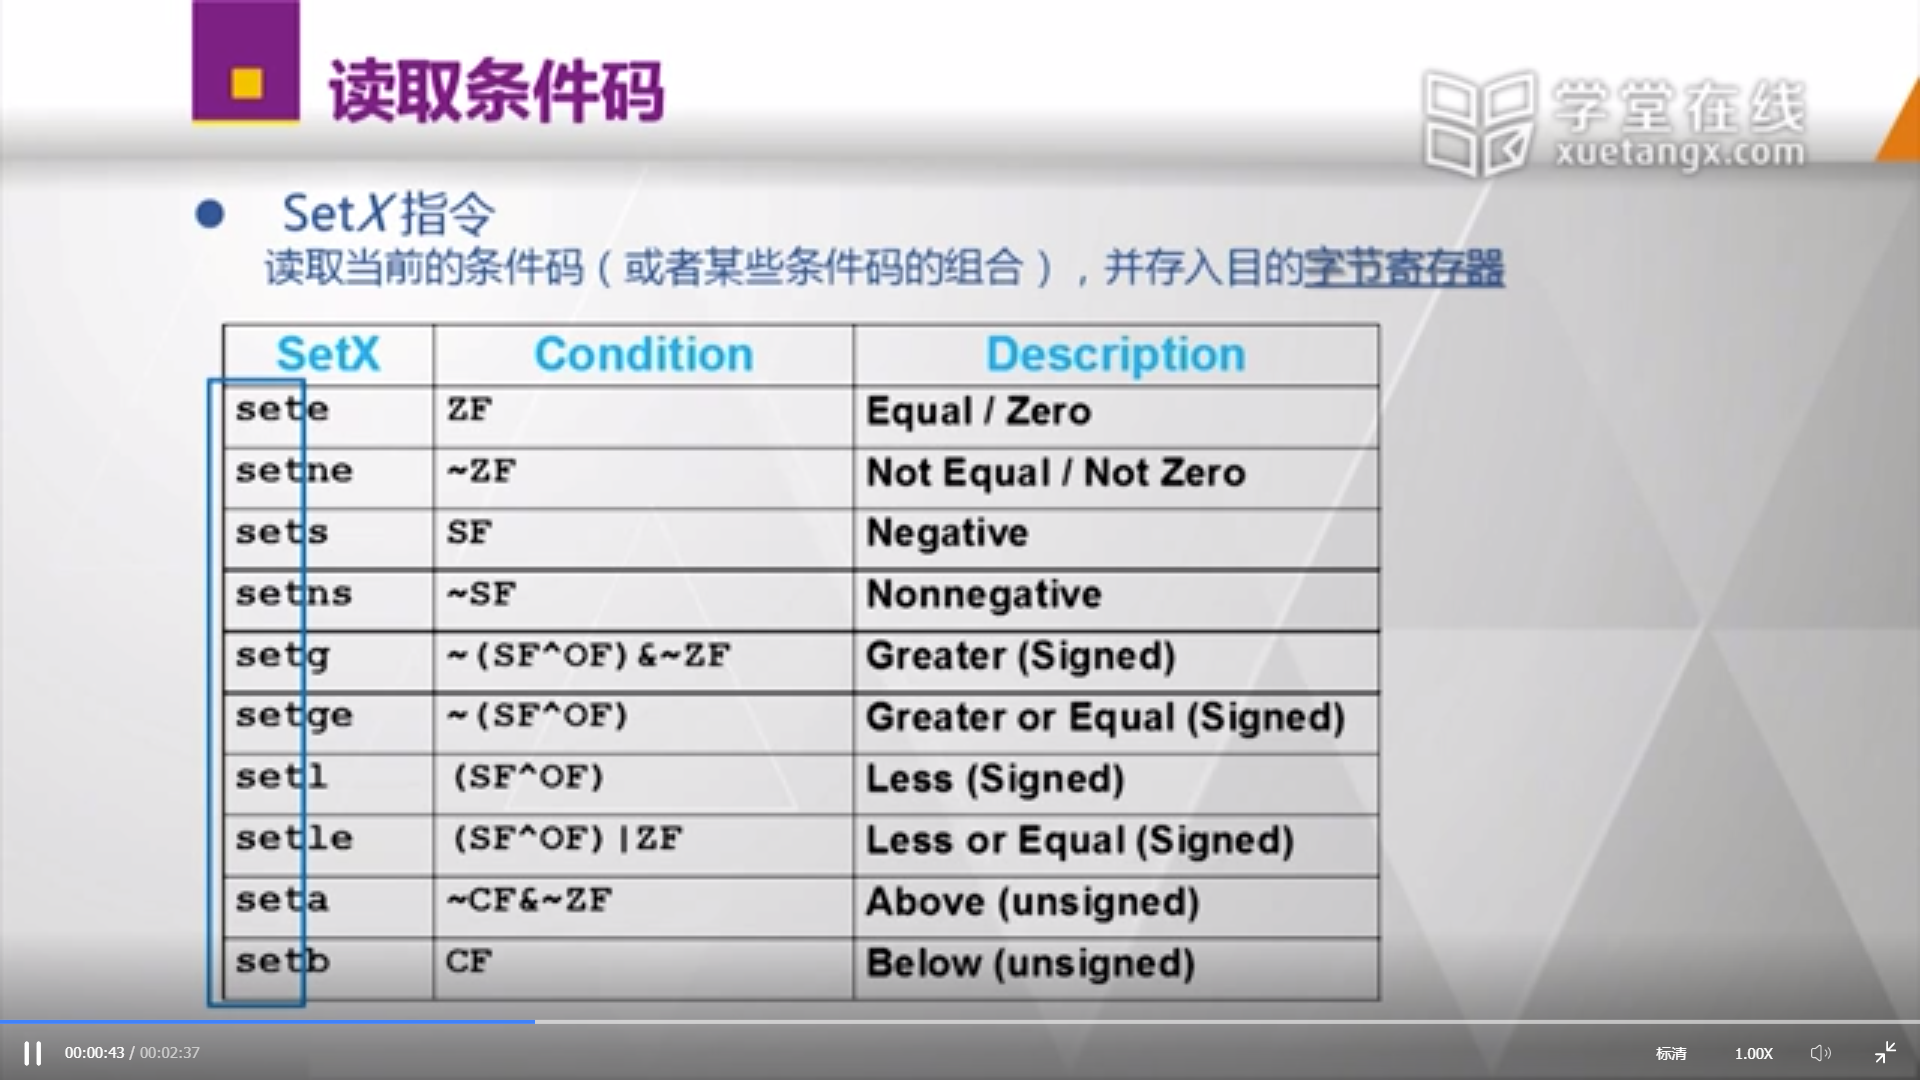 读取条件码
学堂在线
xuetangx.com
SetX指令
读取当前的条件码（或者某些条件码的组合），并存入目的字节寄存器
SetX Condition Description
sete ZF Equal / Zero
setne ~ZF Not Equal / Not Zero
sets SF Negative
setns ~SF Nonnegative
setg ~(SF^OF)&~ZF Greater (Signed)
setge ~(SF^OF) Greater or Equal (Signed)
setl (SF^OF) Less (Signed)
setle (SF^OF)|ZF Less or Equal (Signed)
seta ~CF&~ZF Above (unsigned)
setb CF Below (unsigned)
00:00:43 / 00:02:37 标清 1.00X